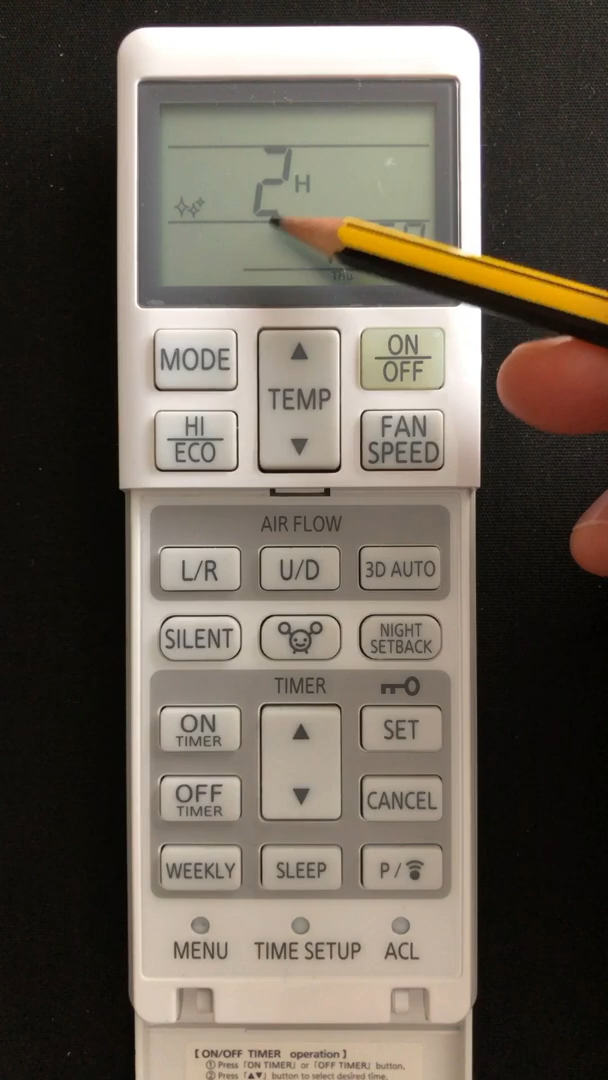 2 H
THU
MODE
▲
TEMP
▼
ON
OFF
HI
ECO
FAN
SPEED
AIR FLOW
L/R
U/D
3D AUTO
SILENT
NIGHT
SETBACK
TIMER
ON
TIMER
▲
▼
SET
OFF
TIMER
CANCEL
WEEKLY
SLEEP
P /
MENU
TIME SETUP
ACL
[ ON/OFF TIMER operation ]
① Press「ON TIMER」or「OFF TIMER」button.
② Press「▲▼」button to select desired time.